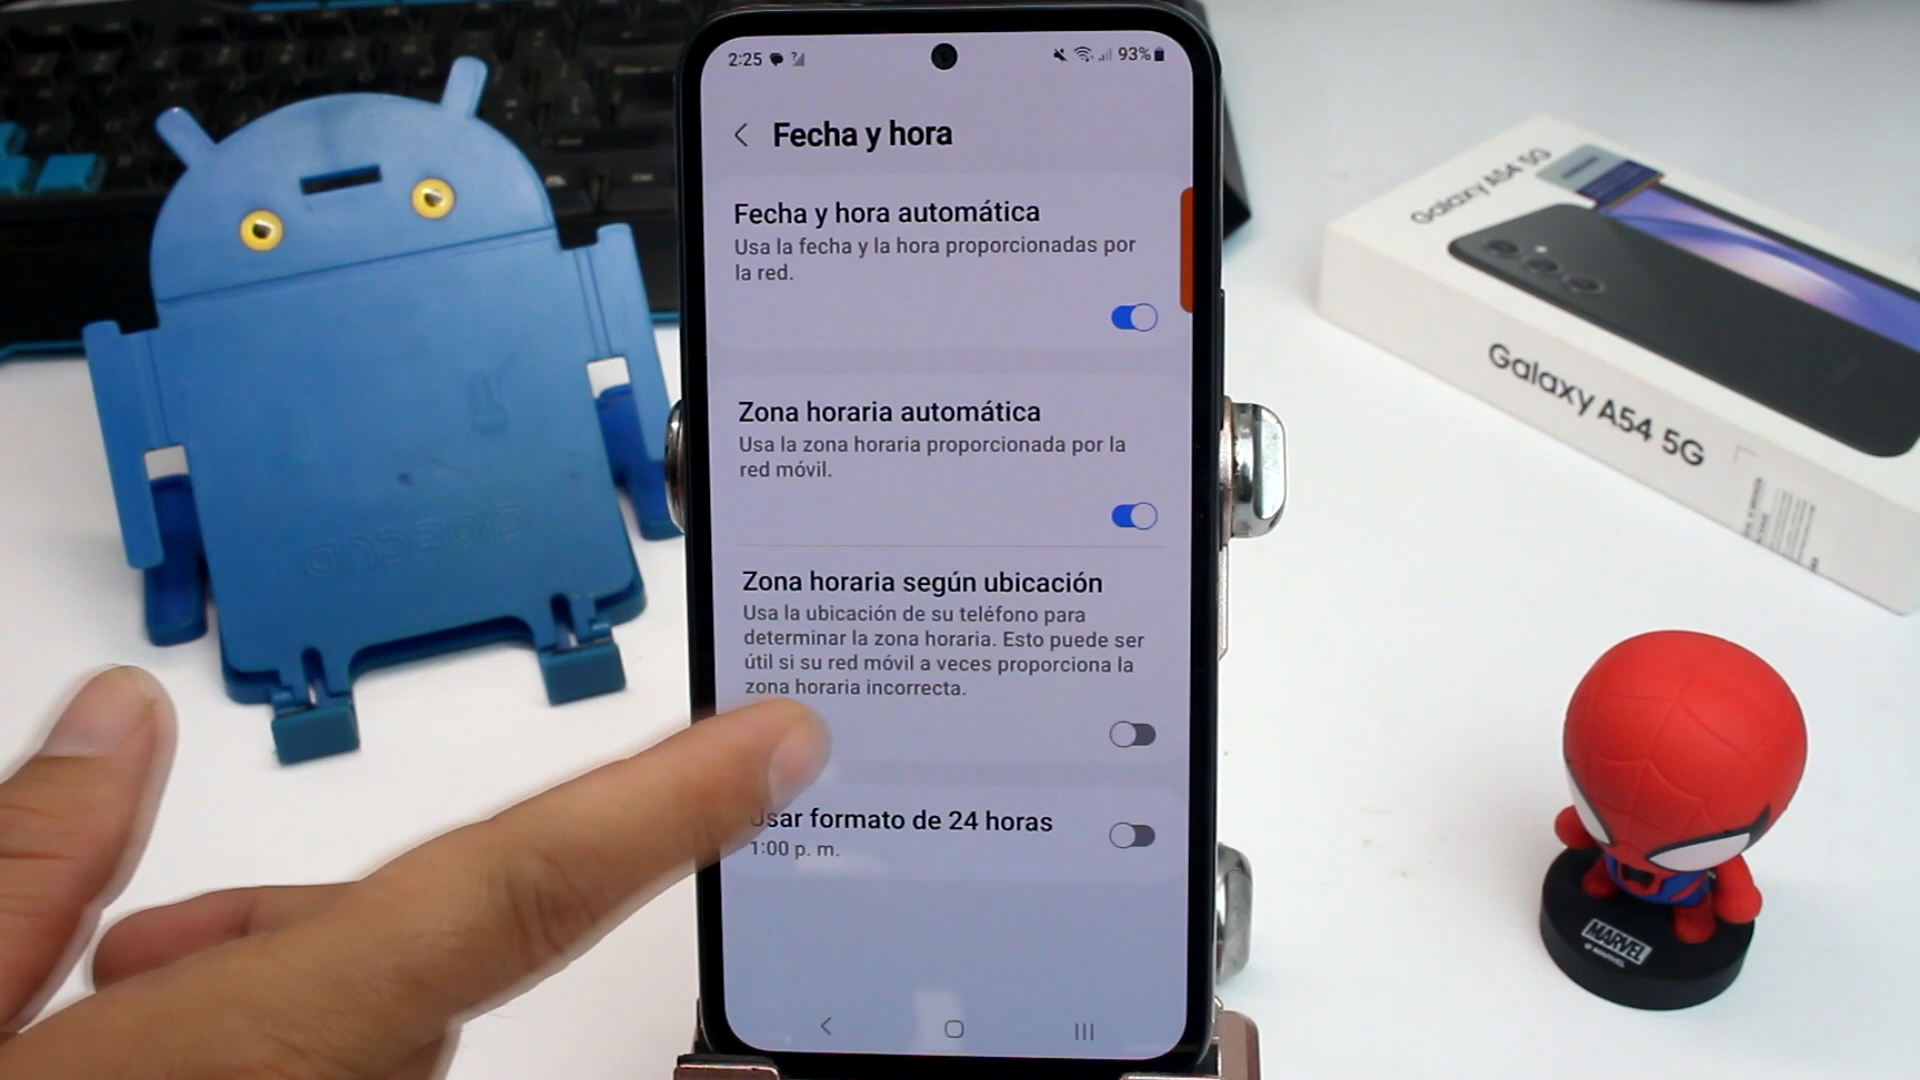 2:25
93%
Fecha y hora
Fecha y hora automática
Usa la fecha y la hora proporcionadas por
la red.
Zona horaria automática
Usa la zona horaria proporcionada por la
red móvil.
Zona horaria según ubicación
Usa la ubicación de su teléfono para
determinar la zona horaria. Esto puede ser
útil si su red móvil a veces proporciona la
zona horaria incorrecta.
Usar formato de 24 horas
1:00 p. m.
ANDROID
Galaxy A54 5G
Galaxy A54 5G
MARVEL
© MARVEL